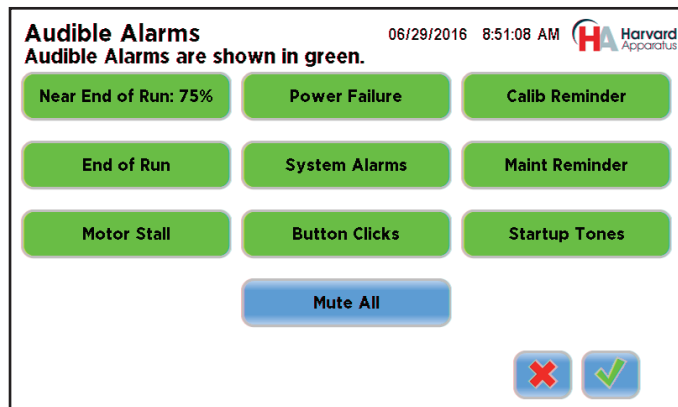 Audible Alarms
06/29/2016 8:51:08 AM
HA Harvard
Apparatus
Audible Alarms are shown in green.
Near End of Run: 75%
Power Failure
Calib Reminder
End of Run
System Alarms
Maint Reminder
Motor Stall
Button Clicks
Startup Tones
Mute All